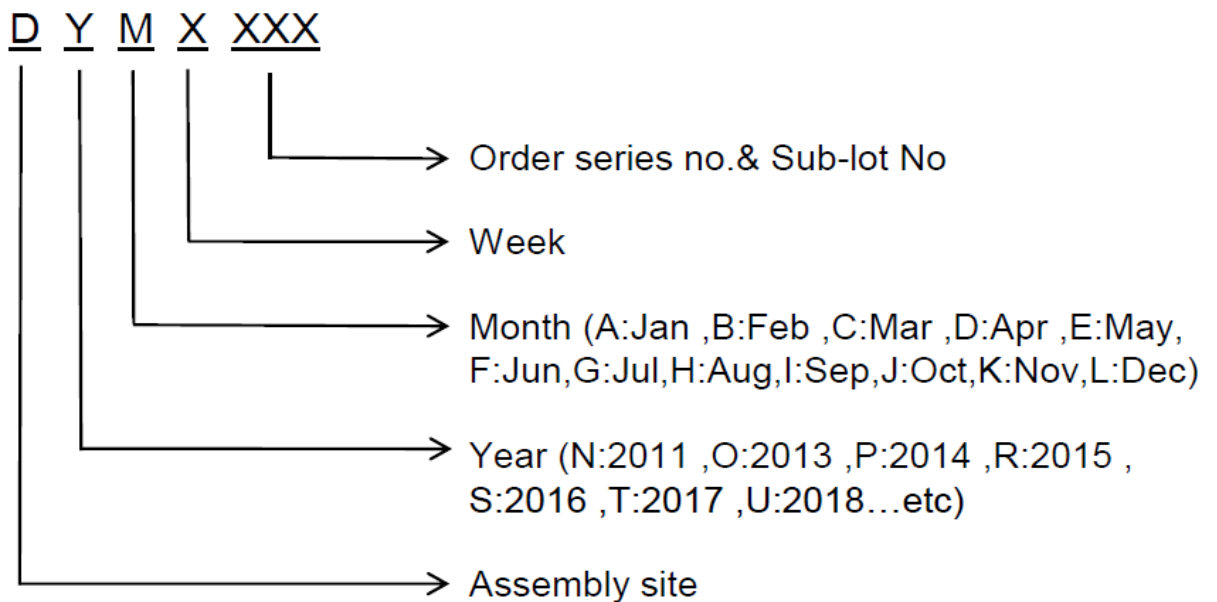 D Y M X XXX
Order series no.& Sub-lot No
Week
Month (A:Jan ,B:Feb ,C:Mar ,D:Apr ,E:May,
F:Jun,G:Jul,H:Aug,I:Sep,J:Oct,K:Nov,L:Dec)
Year (N:2011 ,O:2013 ,P:2014 ,R:2015 ,
S:2016 ,T:2017 ,U:2018…etc)
Assembly site